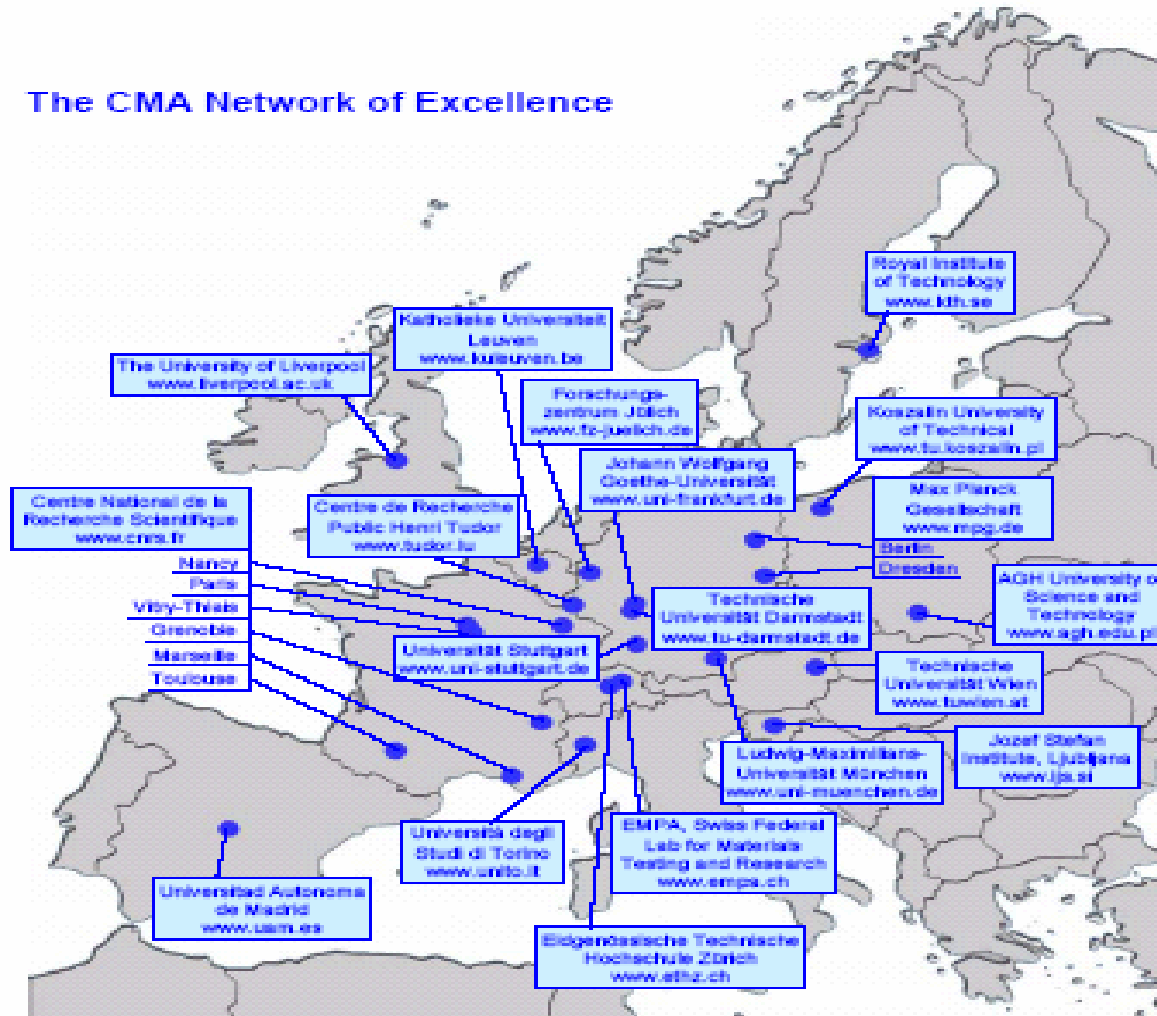 The CMA Network of Excellence
Royal Institute
of Technology
www.kth.se
Katholieke Universiteit
Leuven
www.kuleuven.be
The University of Liverpool
www.liverpool.ac.uk
Forschungs-
zentrum Jülich
www.fz-juelich.de
Koszalin University
of Technical
www.tu.koszalin.pl
Johann Wolfgang
Goethe-Universität
www.uni-frankfurt.de
Max Planck
Gesellschaft
www.mpg.de
Berlin
Dresden
Centre National de la
Recherche Scientifique
www.cnrs.fr
Nancy
Paris
Vitry-Thiais
Grenoble
Marseille
Toulouse
Centre de Recherche
Public Henri Tudor
www.tudor.lu
AGH University of
Science and
Technology
www.agh.edu.pl
Technische
Universität Darmstadt
www.tu-darmstadt.de
Universität Stuttgart
www.uni-stuttgart.de
Technische
Universität Wien
www.tuwien.at
Jozef Stefan
Institute, Ljubljana
www.ijs.si
Ludwig-Maximilians-
Universität München
www.uni-muenchen.de
Università degli
Studi di Torino
www.unito.it
EMPA, Swiss Federal
Lab for Materials
Testing and Research
www.empa.ch
Universitad Autonoma
de Madrid
www.uam.es
Eidgenössische Technische
Hochschule Zürich
www.ethz.ch